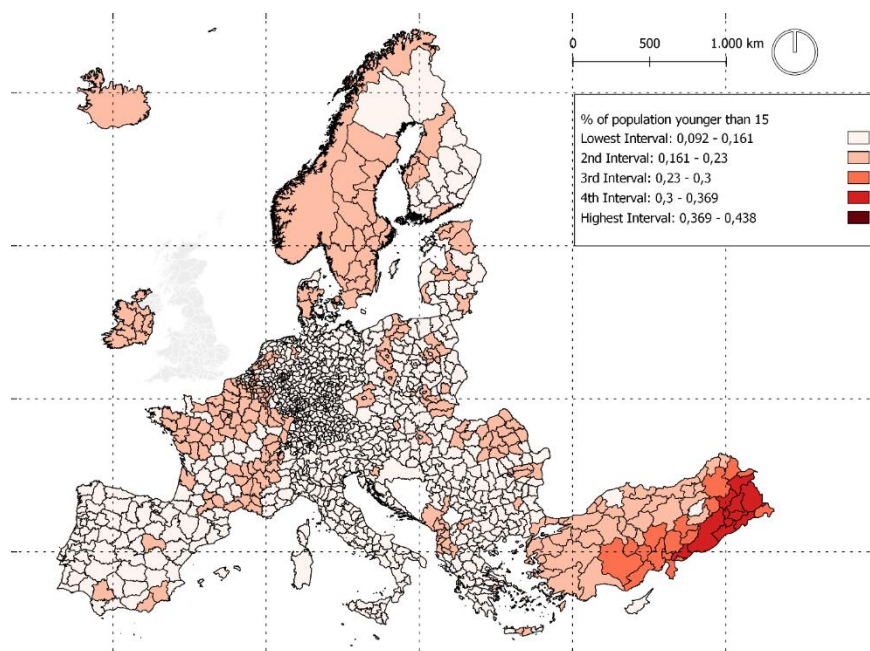 0 500 1.000 km
% of population younger than 15
Lowest Interval: 0,092 - 0,161
2nd Interval: 0,161 - 0,23
3rd Interval: 0,23 - 0,3
4th Interval: 0,3 - 0,369
Highest Interval: 0,369 - 0,438